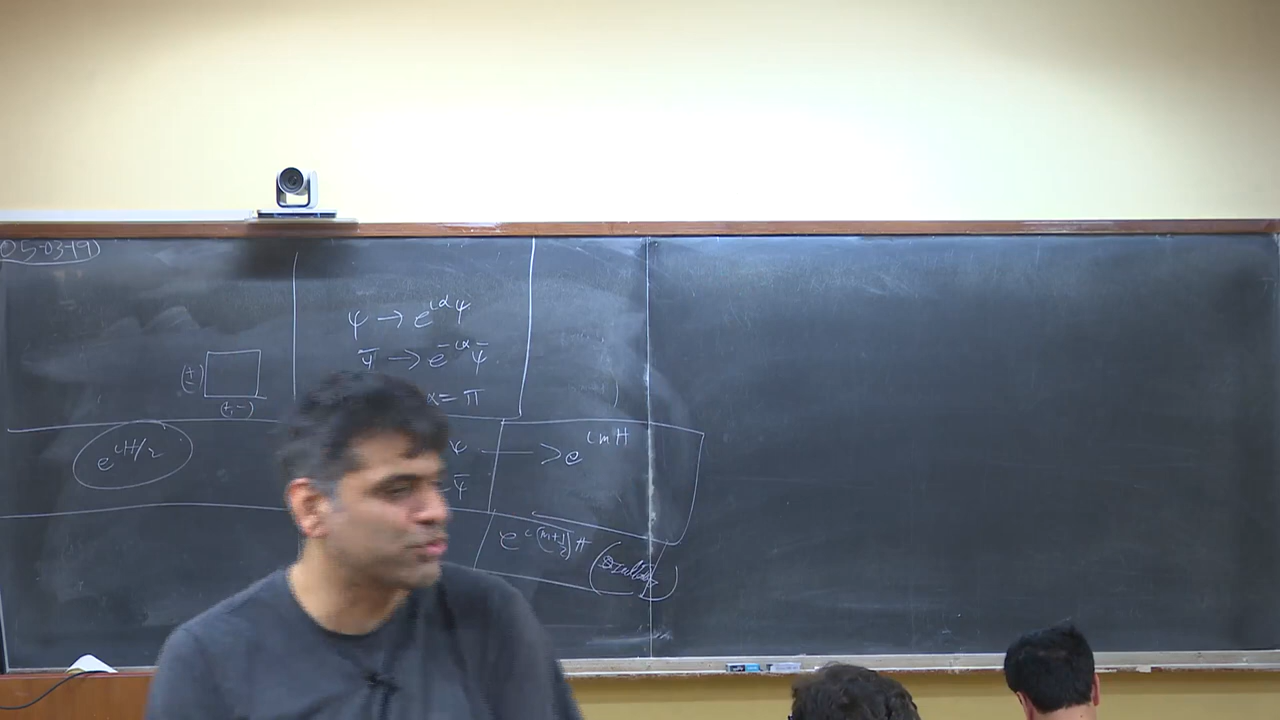 05-03-19
ψ → e^{iα}ψ
ψ̄ → e^{-iα}ψ̄
α = π
(±)
(+,-)
e^{iH/2}
ψ → e^{imH}
-ψ̄
e^{i(m+1/2)H}